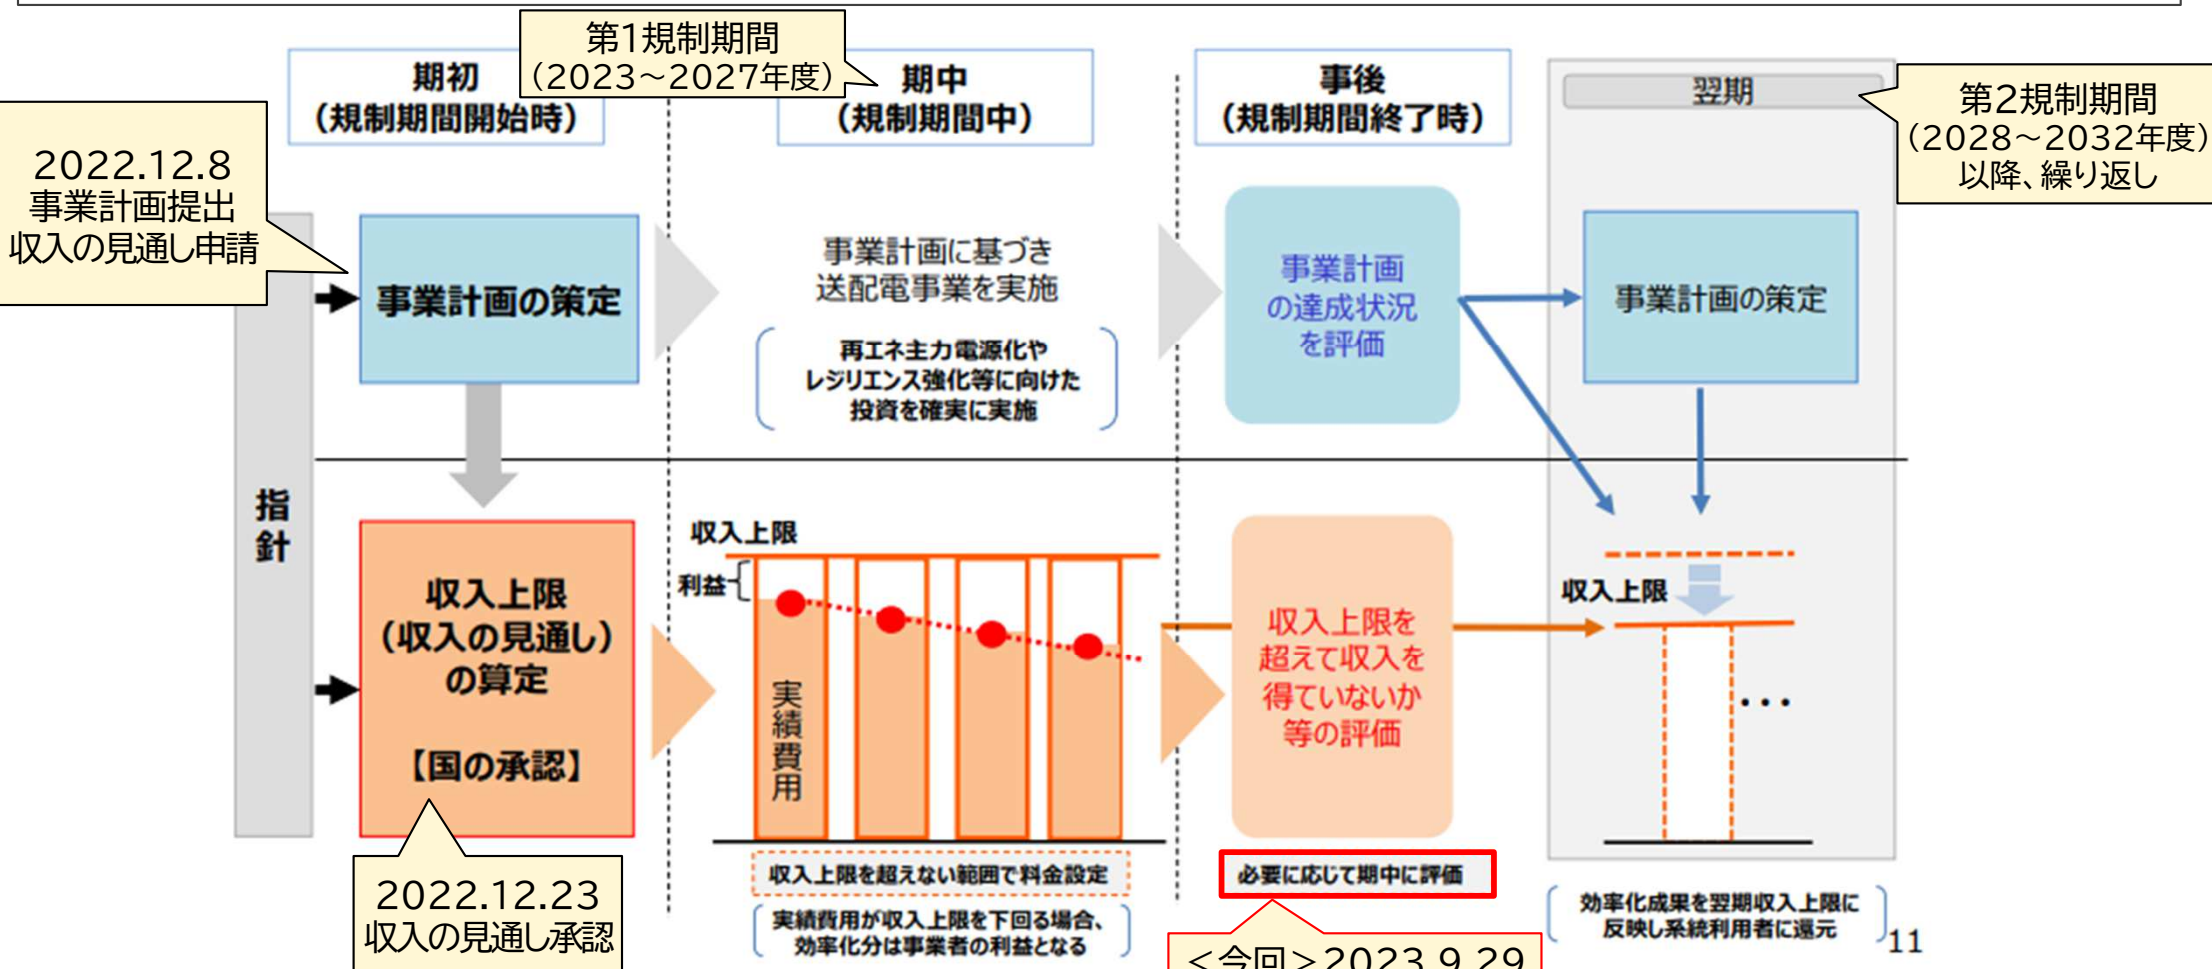 第1規制期間
（2023～2027年度）
期初
（規制期間開始時）
期中
（規制期間中）
事後
（規制期間終了時）
翌期
第2規制期間
（2028～2032年度）
以降、繰り返し
2022.12.8
事業計画提出
収入の見通し申請
指針
事業計画の策定
事業計画に基づき
送配電事業を実施
再エネ主力電源化や
レジリエンス強化等に向けた
投資を確実に実施
事業計画
の達成状況
を評価
事業計画の策定
収入上限
（収入の見通し）
の算定
【国の承認】
収入上限
利益
実績費用
収入上限を
超えて収入を
得ていないか
等の評価
収入上限
・・・
収入上限を超えない範囲で料金設定
実績費用が収入上限を下回る場合、
効率化分は事業者の利益となる
必要に応じて期中に評価
効率化成果を翌期収入上限に
反映し系統利用者に還元
2022.12.23
収入の見通し承認
＜今回＞2023.9.29
11